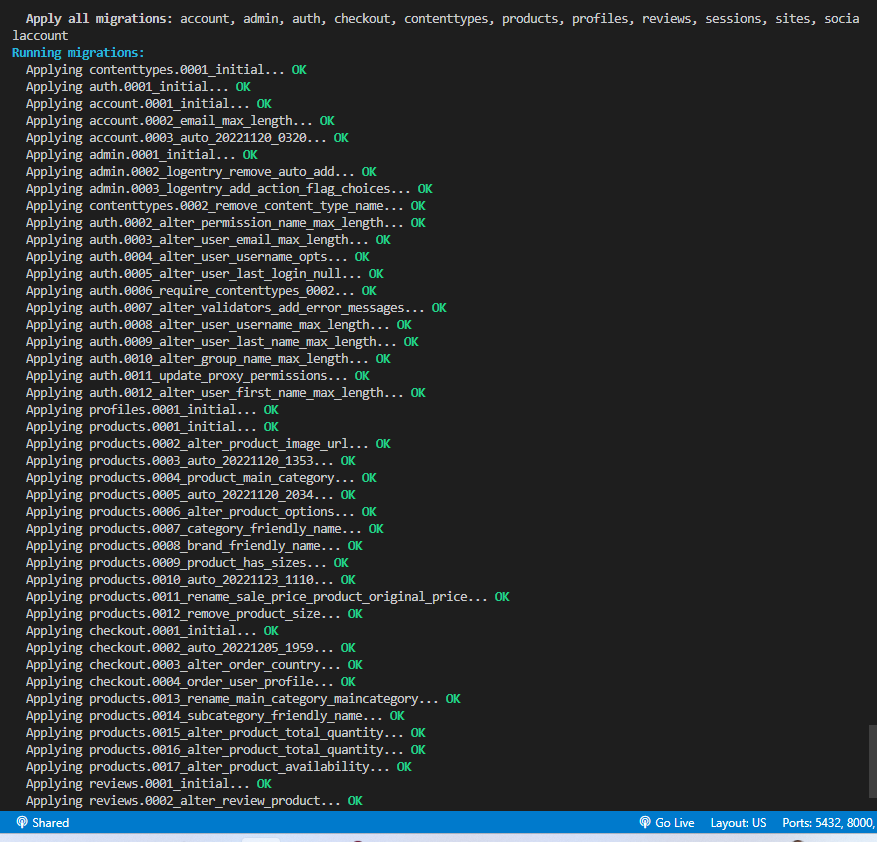 Apply all migrations: account, admin, auth, checkout, contenttypes, products, profiles, reviews, sessions, sites, socia
laccount
Running migrations:
Applying contenttypes.0001_initial... OK
Applying auth.0001_initial... OK
Applying account.0001_initial... OK
Applying account.0002_email_max_length... OK
Applying account.0003_auto_20221120_0320... OK
Applying admin.0001_initial... OK
Applying admin.0002_logentry_remove_auto_add... OK
Applying admin.0003_logentry_add_action_flag_choices... OK
Applying contenttypes.0002_remove_content_type_name... OK
Applying auth.0002_alter_permission_name_max_length... OK
Applying auth.0003_alter_user_email_max_length... OK
Applying auth.0004_alter_user_username_opts... OK
Applying auth.0005_alter_user_last_login_null... OK
Applying auth.0006_require_contenttypes_0002... OK
Applying auth.0007_alter_validators_add_error_messages... OK
Applying auth.0008_alter_user_username_max_length... OK
Applying auth.0009_alter_user_last_name_max_length... OK
Applying auth.0010_alter_group_name_max_length... OK
Applying auth.0011_update_proxy_permissions... OK
Applying auth.0012_alter_user_first_name_max_length... OK
Applying profiles.0001_initial... OK
Applying products.0001_initial... OK
Applying products.0002_alter_product_image_url... OK
Applying products.0003_auto_20221120_1353... OK
Applying products.0004_product_main_category... OK
Applying products.0005_auto_20221120_2034... OK
Applying products.0006_alter_product_options... OK
Applying products.0007_category_friendly_name... OK
Applying products.0008_brand_friendly_name... OK
Applying products.0009_product_has_sizes... OK
Applying products.0010_auto_20221123_1110... OK
Applying products.0011_rename_sale_price_product_original_price... OK
Applying products.0012_remove_product_size... OK
Applying checkout.0001_initial... OK
Applying checkout.0002_auto_20221205_1959... OK
Applying checkout.0003_alter_order_country... OK
Applying checkout.0004_order_user_profile... OK
Applying products.0013_rename_main_category_maincategory... OK
Applying products.0014_subcategory_friendly_name... OK
Applying products.0015_alter_product_total_quantity... OK
Applying products.0016_alter_product_total_quantity... OK
Applying products.0017_alter_product_availability... OK
Applying reviews.0001_initial... OK
Applying reviews.0002_alter_review_product... OK
Shared Go Live Layout: US Ports: 5432, 8000,